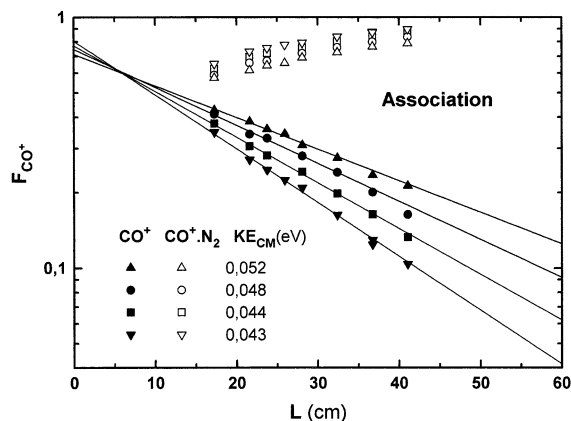 1
Association
F_CO⁺
CO⁺ CO⁺.N₂ KE_CM(eV)
0,052
0,048
0,044
0,043
0,1
0 10 20 30 40 50 60
L (cm)